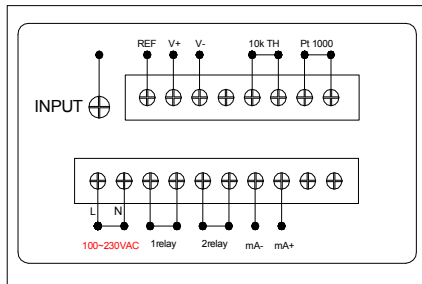 REF V+ V- 10k TH Pt 1000
INPUT
L N
100~230VAC 1relay 2relay mA- mA+